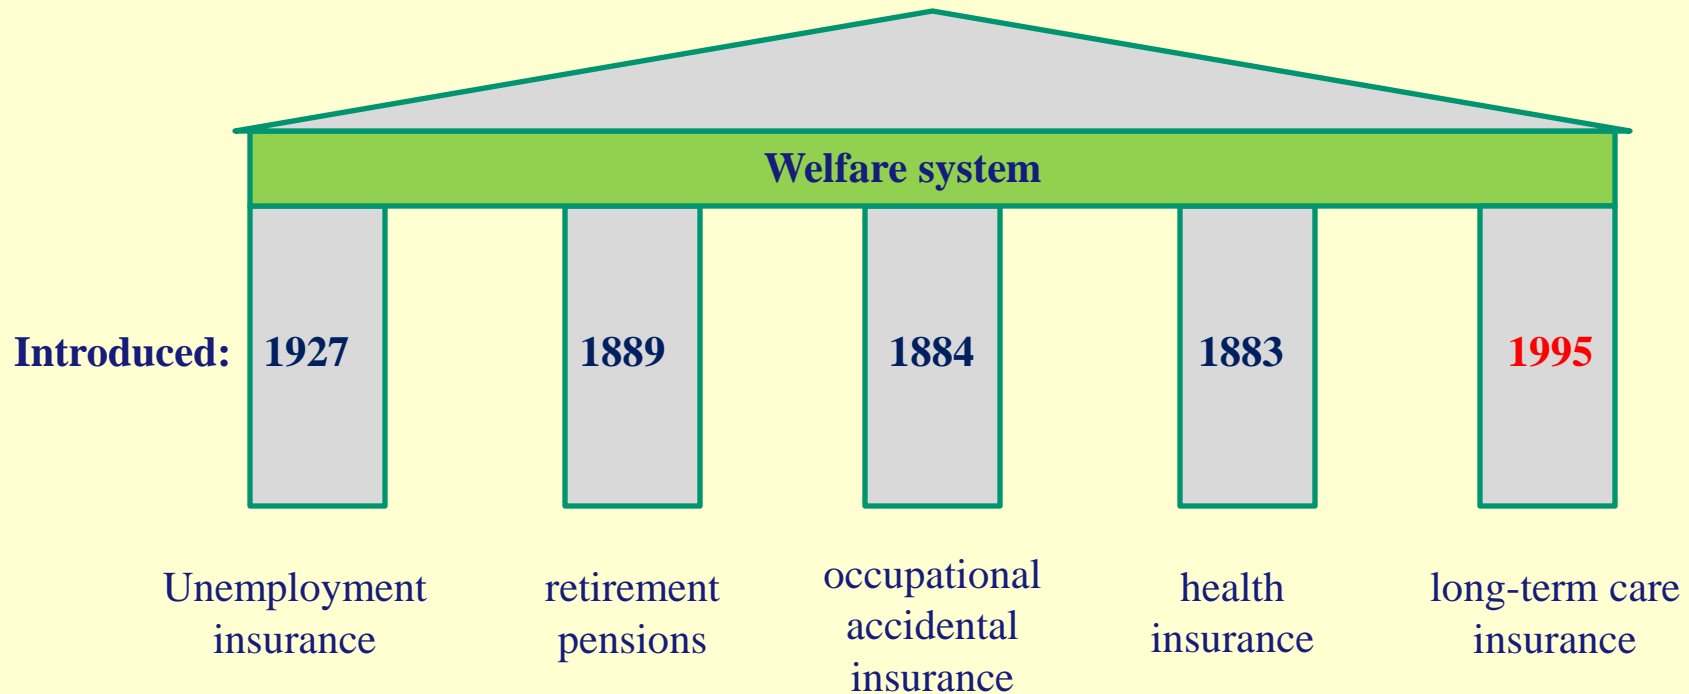 Welfare system
Introduced: 1927 1889 1884 1883 1995
Unemployment
insurance
retirement
pensions
occupational
accidental
insurance
health
insurance
long-term care
insurance